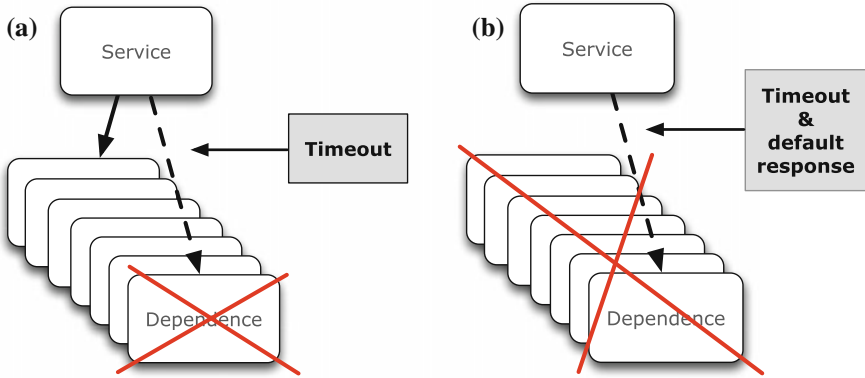 (a)
Service
Timeout
Dependence
(b)
Service
Timeout
&
default
response
Dependence